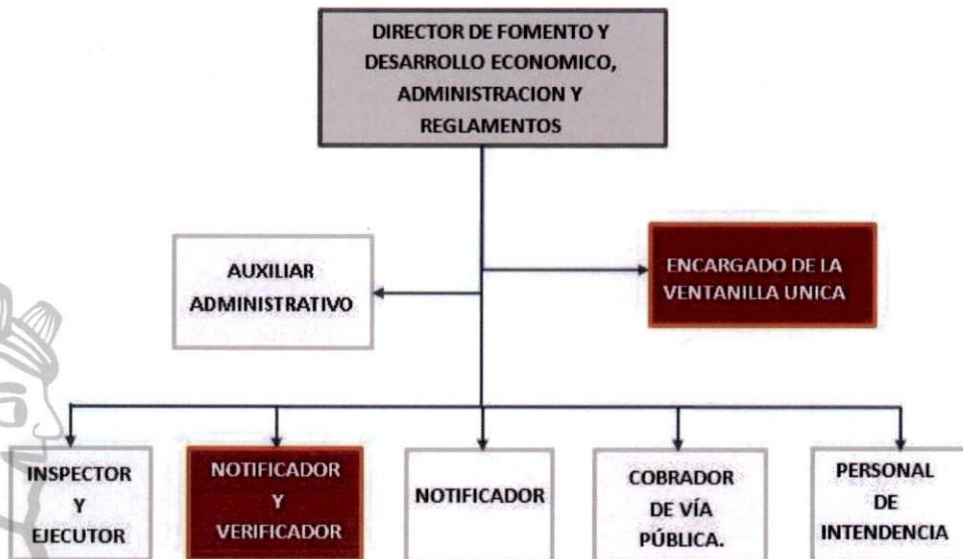 DIRECTOR DE FOMENTO Y
DESARROLLO ECONOMICO,
ADMINISTRACION Y
REGLAMENTOS
AUXILIAR
ADMINISTRATIVO
ENCARGADO DE LA
VENTANILLA UNICA
INSPECTOR
Y
EJECUTOR
NOTIFICADOR
Y
VERIFICADOR
NOTIFICADOR
COBRADOR
DE VÍA
PÚBLICA.
PERSONAL
DE
INTENDENCIA